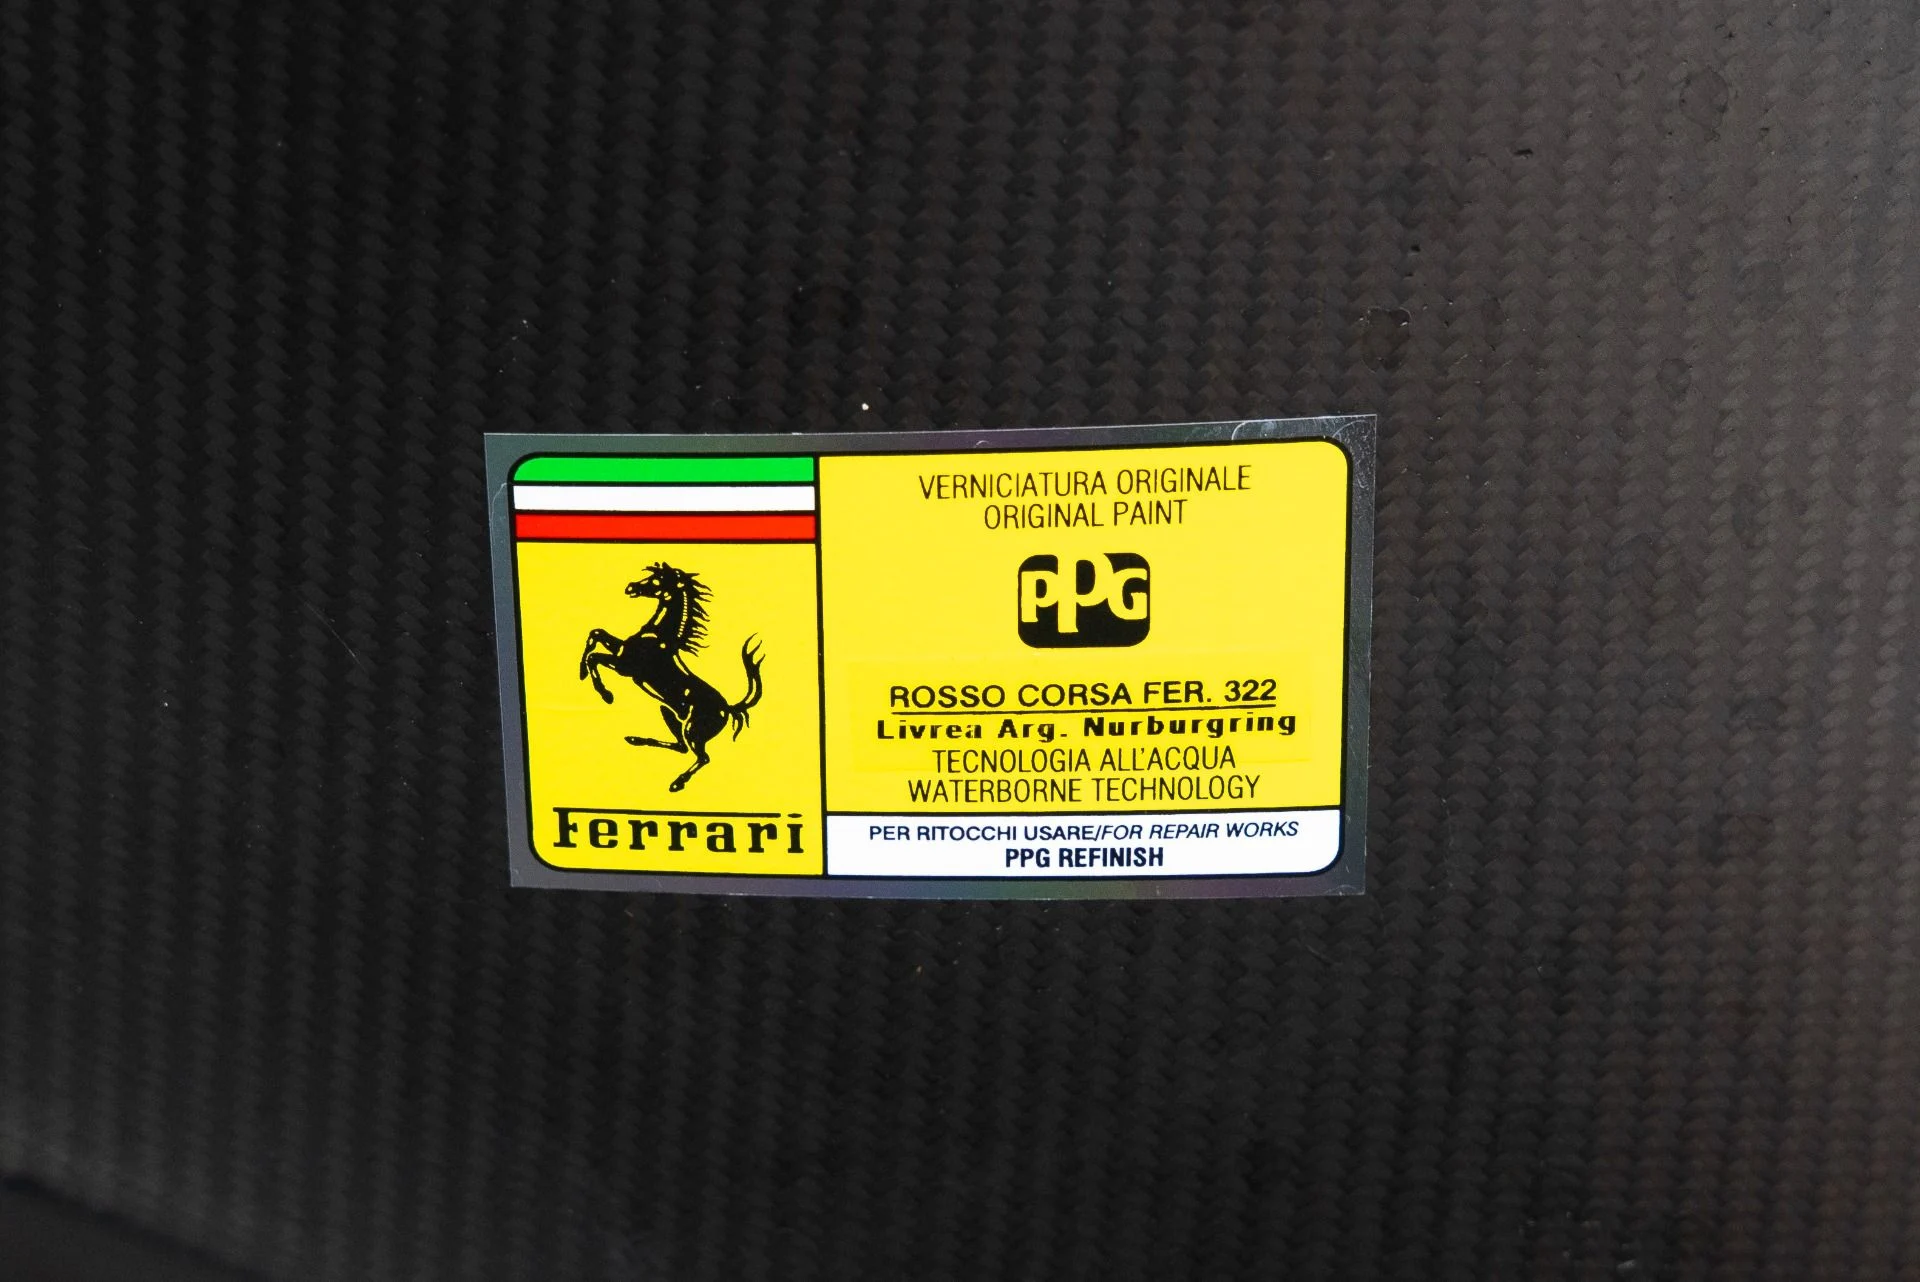 Ferrari
VERNICIATURA ORIGINALE
ORIGINAL PAINT
PPG
ROSSO CORSA FER. 322
Livrea Arg. Nurburgring
TECNOLOGIA ALL'ACQUA
WATERBORNE TECHNOLOGY
PER RITOCCHI USARE/FOR REPAIR WORKS
PPG REFINISH